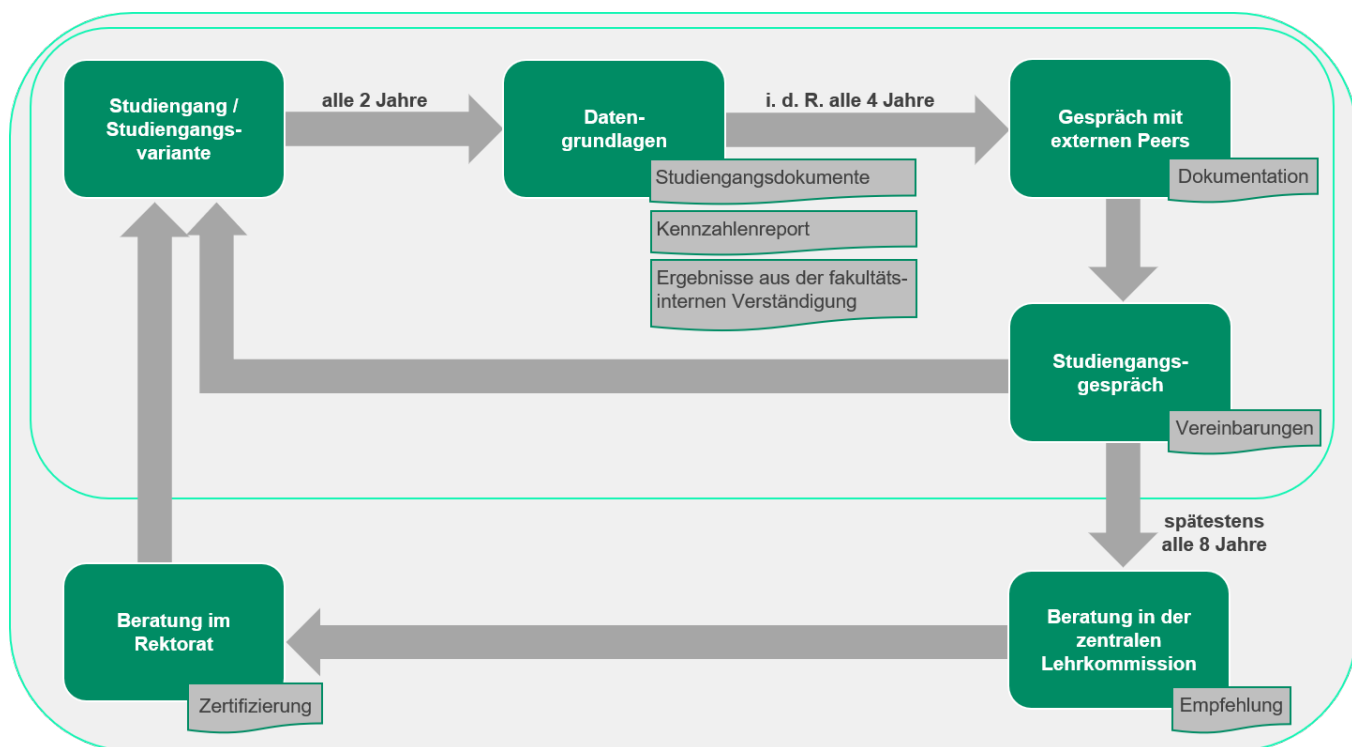 Studiengang /
Studiengangs-
variante
alle 2 Jahre
Daten-
grundlagen
i. d. R. alle 4 Jahre
Gespräch mit
externen Peers
Studiengangsdokumente
Kennzahlenreport
Ergebnisse aus der fakultäts-
internen Verständigung
Dokumentation
Studiengangs-
gespräch
Vereinbarungen
spätestens
alle 8 Jahre
Beratung im
Rektorat
Zertifizierung
Beratung in der
zentralen
Lehrkommission
Empfehlung